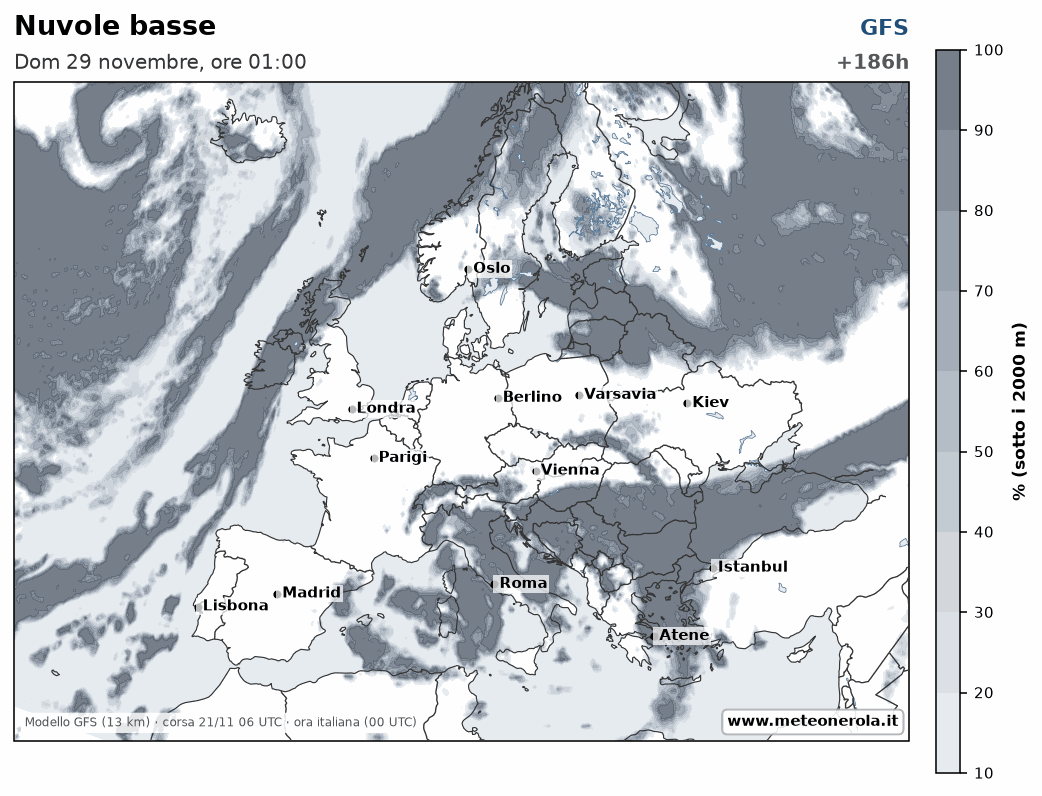 Nuvole basse
GFS
Dom 29 novembre, ore 01:00
+186h
100
90
80
70
60
50
40
30
20
10
% (sotto i 2000 m)
Oslo
Londra
Berlino
Varsavia
Kiev
Parigi
Vienna
Istanbul
Roma
Madrid
Lisbona
Atene
Modello GFS (13 km) · corsa 21/11 06 UTC · ora italiana (00 UTC)
www.meteonerola.it